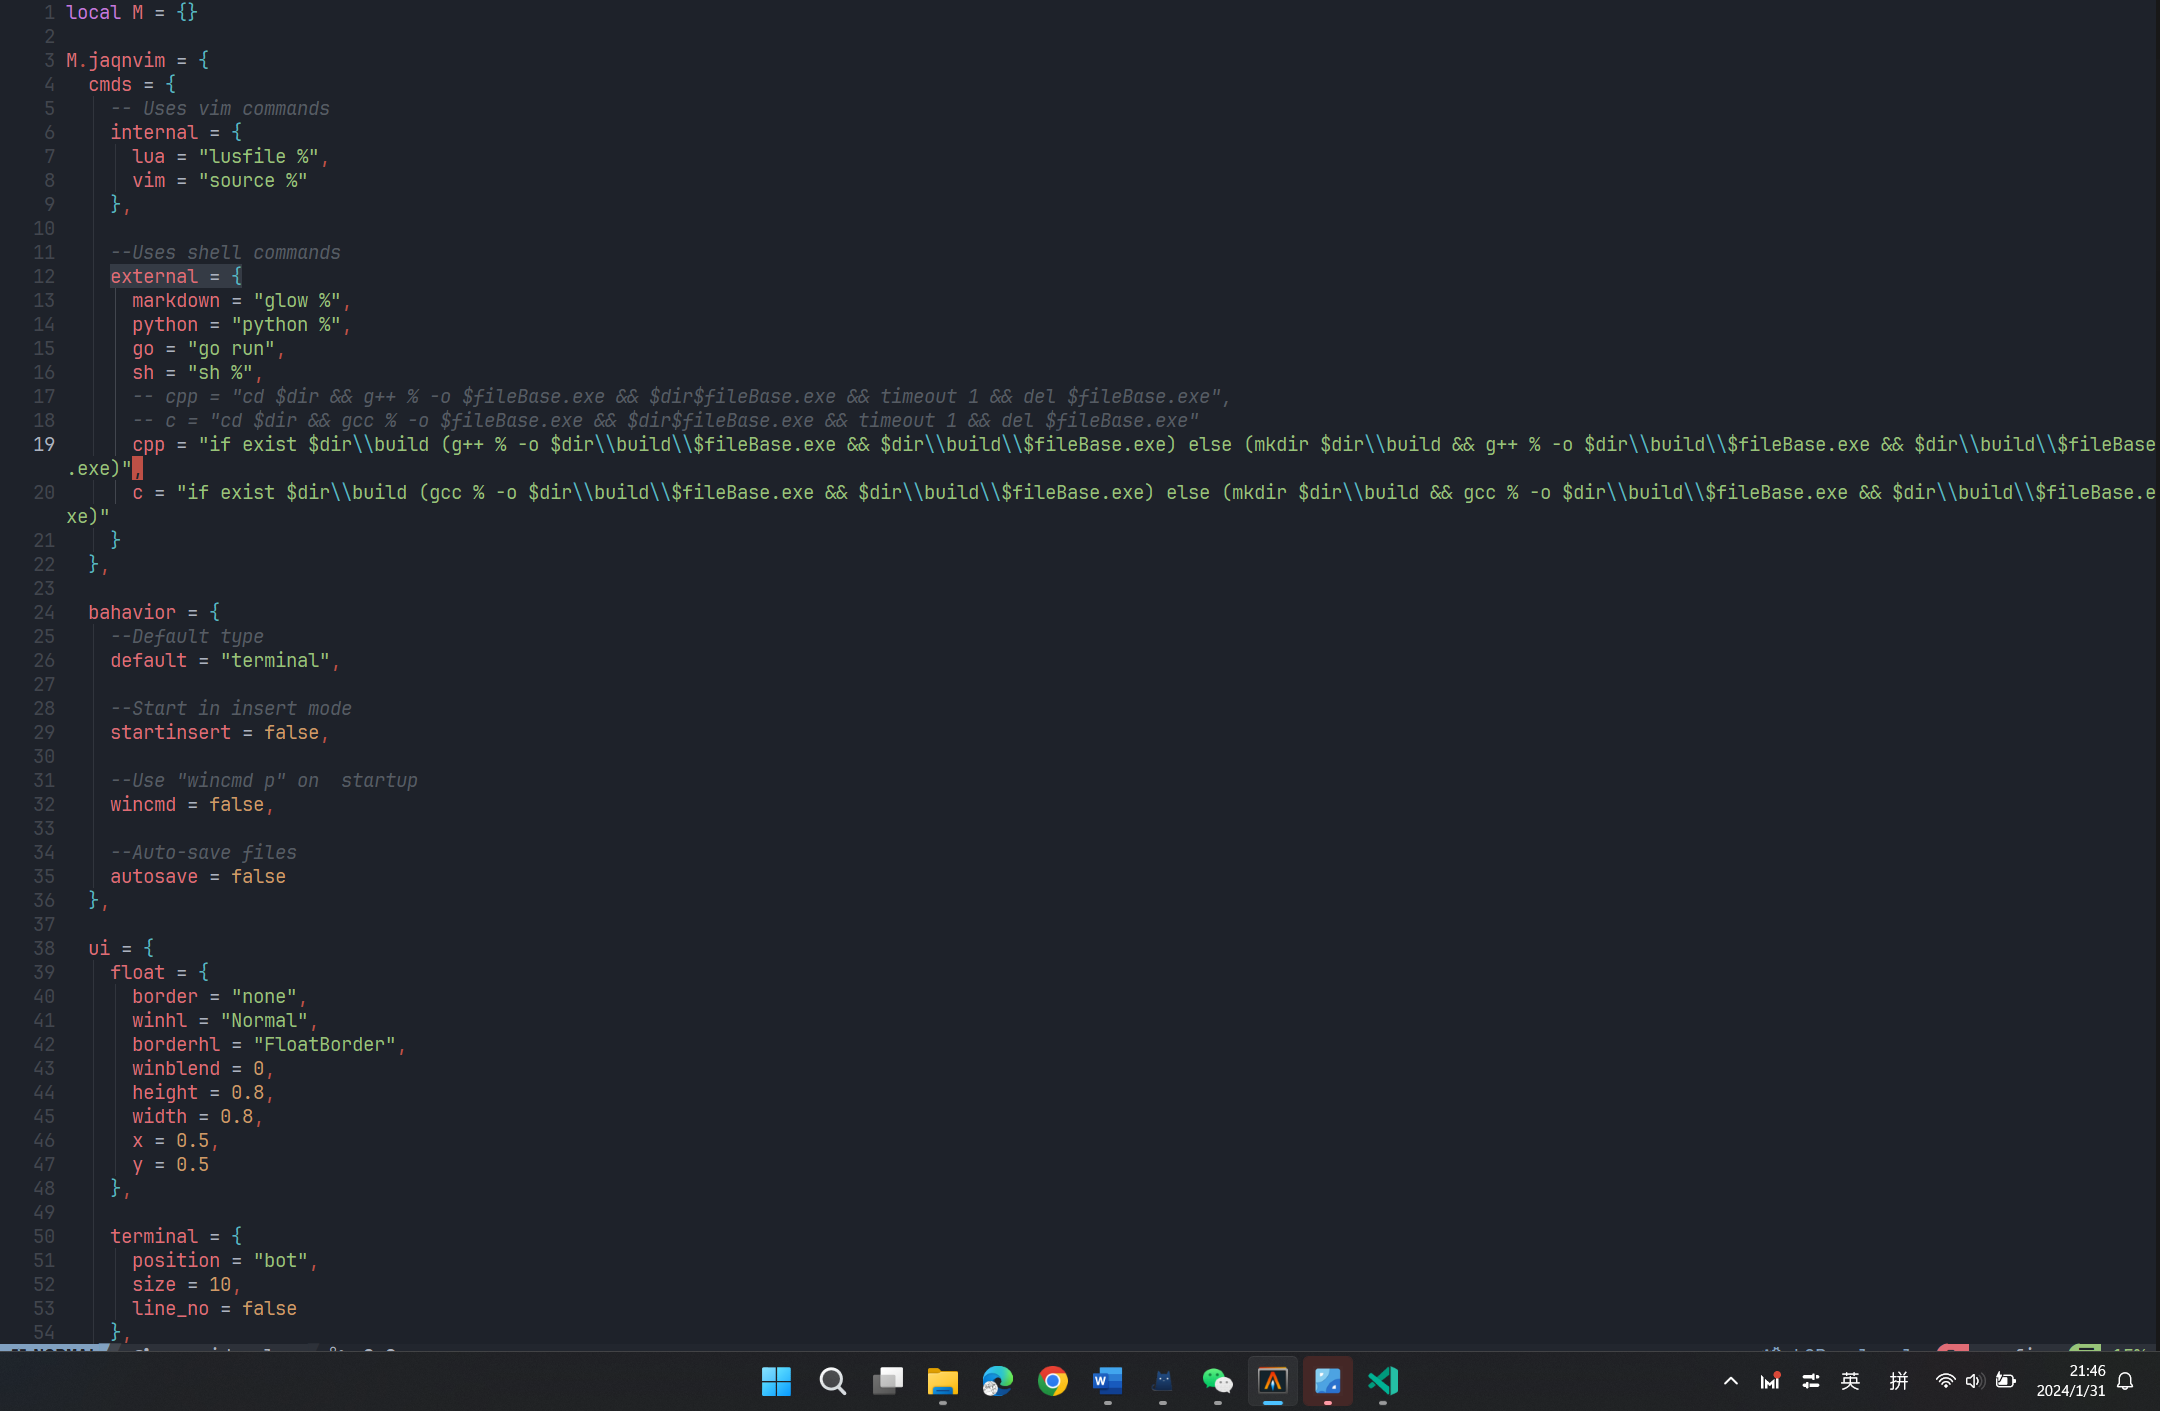 1 local M = {}
2
3 M.jaqnvim = {
4   cmds = {
5     -- Uses vim commands
6     internal = {
7       lua = "lusfile %",
8       vim = "source %"
9     },
10
11     --Uses shell commands
12     external = {
13       markdown = "glow %",
14       python = "python %",
15       go = "go run",
16       sh = "sh %",
17       -- cpp = "cd $dir && g++ % -o $fileBase.exe && $dir$fileBase.exe && timeout 1 && del $fileBase.exe",
18       -- c = "cd $dir && gcc % -o $fileBase.exe && $dir$fileBase.exe && timeout 1 && del $fileBase.exe"
19       cpp = "if exist $dir\\build (g++ % -o $dir\\build\\$fileBase.exe && $dir\\build\\$fileBase.exe) else (mkdir $dir\\build && g++ % -o $dir\\build\\$fileBase.exe && $dir\\build\\$fileBase
.exe)",
20       c = "if exist $dir\\build (gcc % -o $dir\\build\\$fileBase.exe && $dir\\build\\$fileBase.exe) else (mkdir $dir\\build && gcc % -o $dir\\build\\$fileBase.exe && $dir\\build\\$fileBase.e
xe)"
21     }
22   },
23
24   bahavior = {
25     --Default type
26     default = "terminal",
27
28     --Start in insert mode
29     startinsert = false,
30
31     --Use "wincmd p" on  startup
32     wincmd = false,
33
34     --Auto-save files
35     autosave = false
36   },
37
38   ui = {
39     float = {
40       border = "none",
41       winhl = "Normal",
42       borderhl = "FloatBorder",
43       winblend = 0,
44       height = 0.8,
45       width = 0.8,
46       x = 0.5,
47       y = 0.5
48     },
49
50     terminal = {
51       position = "bot",
52       size = 10,
53       line_no = false
54     },
英 拼 21:46
2024/1/31